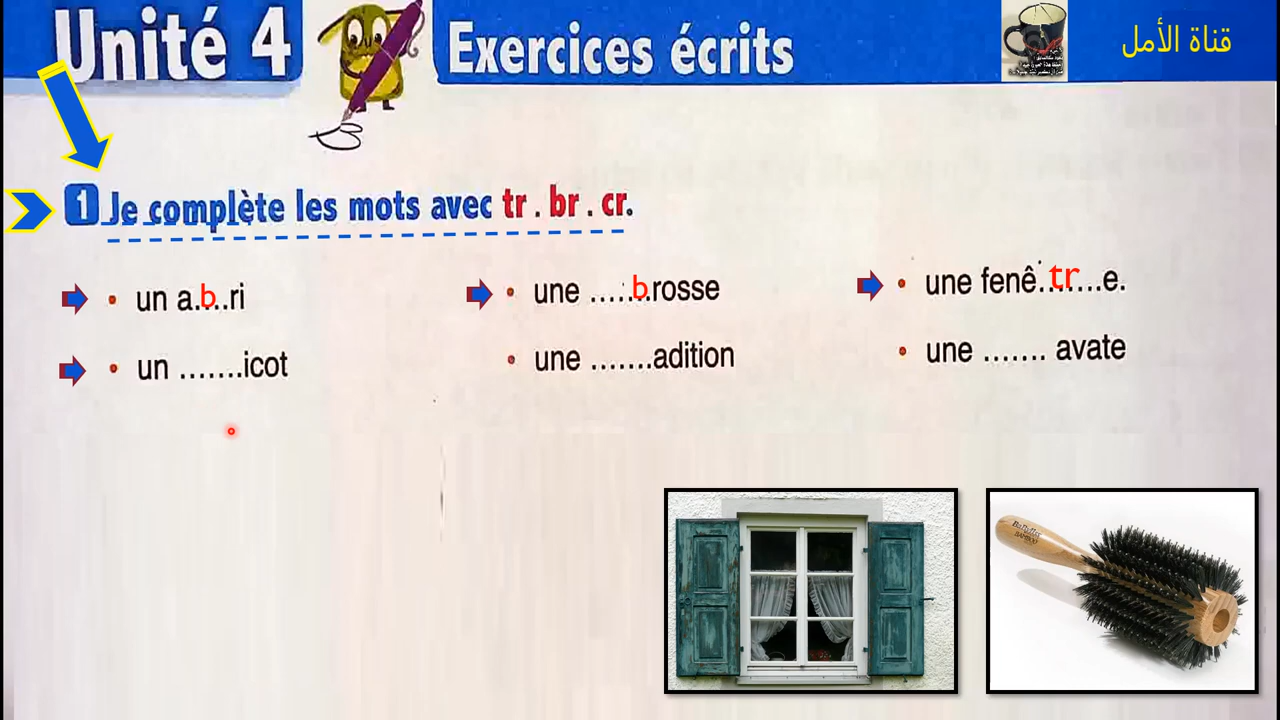 Unité 4
Exercices écrits
قناة الأمل
1 Je complète les mots avec tr . br . cr.
• un a.b...ri
• une ......b.rosse
• une fenê..tr...e.
• un .......icot
• une .......adition
• une ....... avate